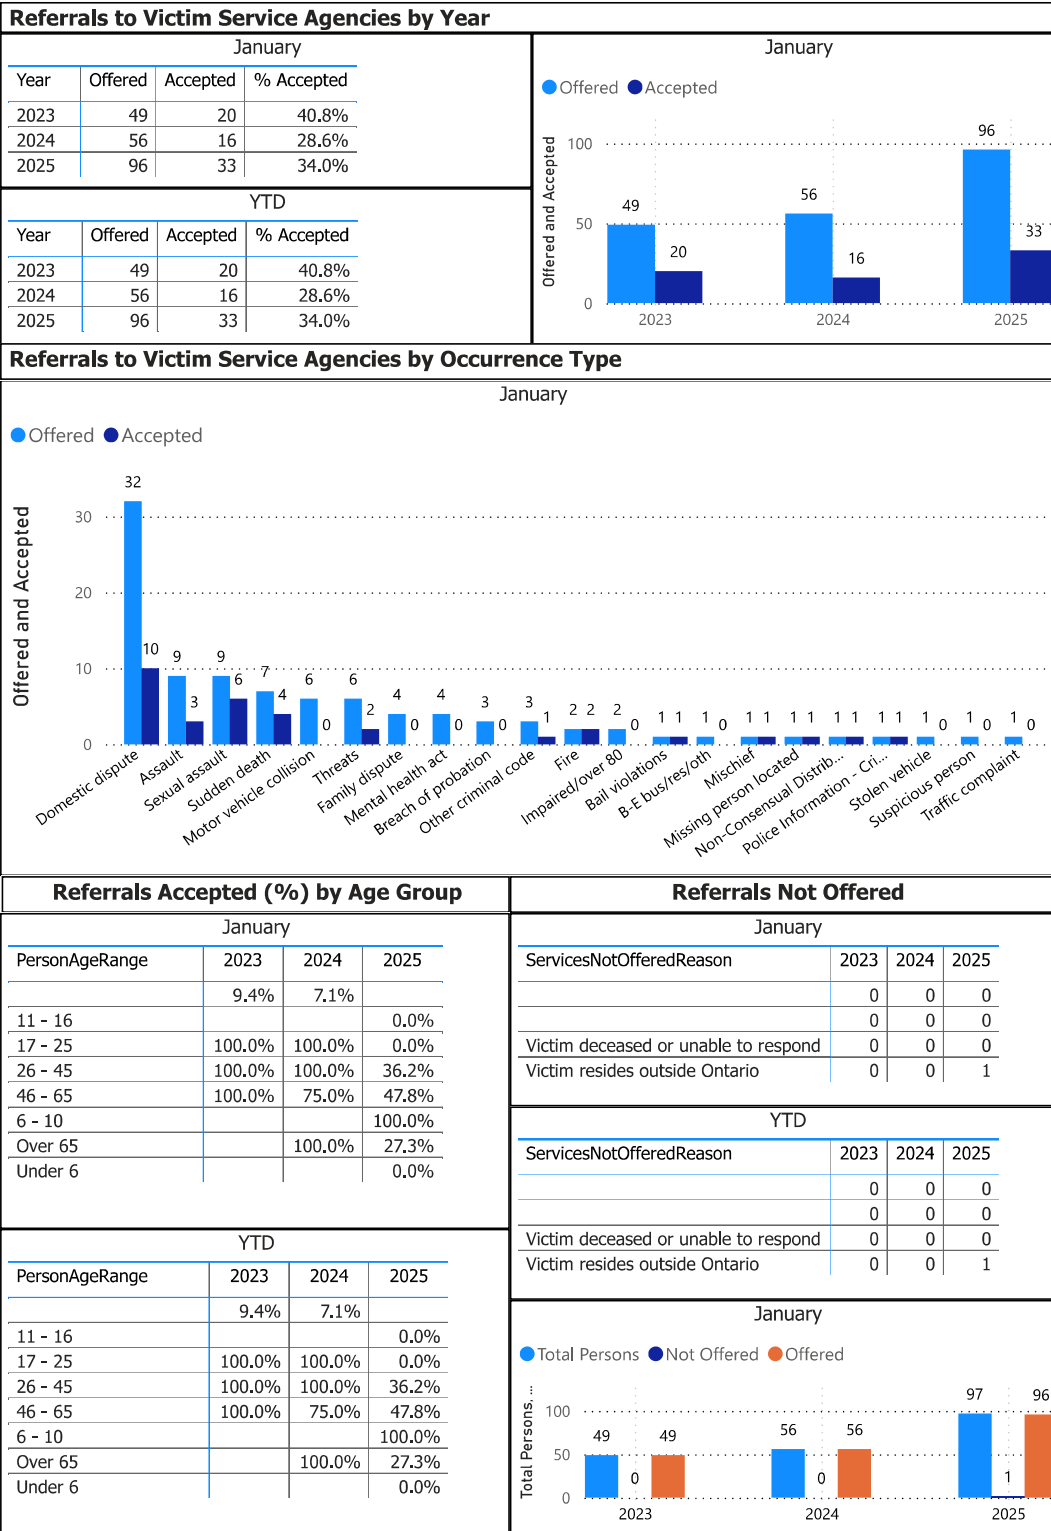 Referrals to Victim Service Agencies by Year
January
Year Offered Accepted % Accepted
2023 49 20 40.8%
2024 56 16 28.6%
2025 96 33 34.0%
YTD
Year Offered Accepted % Accepted
2023 49 20 40.8%
2024 56 16 28.6%
2025 96 33 34.0%
January
Offered Accepted
Offered and Accepted
100
50
0
49 20 56 16 96 33
2023 2024 2025
Referrals to Victim Service Agencies by Occurrence Type
January
Offered Accepted
Offered and Accepted
30
20
10
0
32 10 9 3 9 6 7 4 6 0 6 2 4 0 4 0 3 0 3 1 2 2 2 0 1 1 1 0 1 1 1 1 1 1 1 1 1 0 1 0 1 0
Domestic dispute
Assault
Sexual assault
Sudden death
Motor vehicle collision
Threats
Family dispute
Mental health act
Breach of probation
Other criminal code
Fire
Impaired/over 80
Bail violations
B-E bus/res/oth
Mischief
Missing person located
Non-Consensual Distrib...
Police Information - Cri...
Stolen vehicle
Suspicious person
Traffic complaint
Referrals Accepted (%) by Age Group
January
PersonAgeRange 2023 2024 2025
9.4% 7.1%
11 - 16 0.0%
17 - 25 100.0% 100.0% 0.0%
26 - 45 100.0% 100.0% 36.2%
46 - 65 100.0% 75.0% 47.8%
6 - 10 100.0%
Over 65 100.0% 27.3%
Under 6 0.0%
YTD
PersonAgeRange 2023 2024 2025
9.4% 7.1%
11 - 16 0.0%
17 - 25 100.0% 100.0% 0.0%
26 - 45 100.0% 100.0% 36.2%
46 - 65 100.0% 75.0% 47.8%
6 - 10 100.0%
Over 65 100.0% 27.3%
Under 6 0.0%
Referrals Not Offered
January
ServicesNotOfferedReason 2023 2024 2025
0 0 0
0 0 0
Victim deceased or unable to respond 0 0 0
Victim resides outside Ontario 0 0 1
YTD
ServicesNotOfferedReason 2023 2024 2025
0 0 0
0 0 0
Victim deceased or unable to respond 0 0 0
Victim resides outside Ontario 0 0 1
January
Total Persons Not Offered Offered
Total Persons, ...
100
50
0
49 0 49 56 0 56 97 1 96
2023 2024 2025